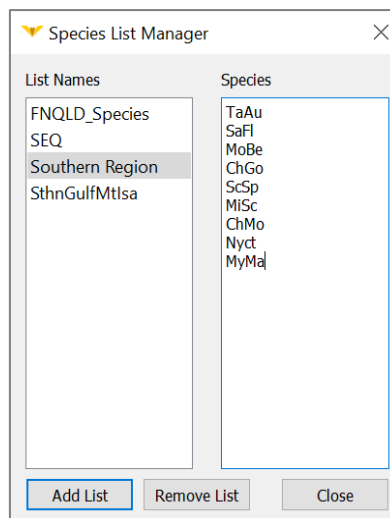 Species List Manager
List Names
Species
FNQLD_Species
SEQ
Southern Region
SthnGulfMtIsa
TaAu
SaFl
MoBe
ChGo
ScSp
MiSc
ChMo
Nyct
MyMa
Add List
Remove List
Close